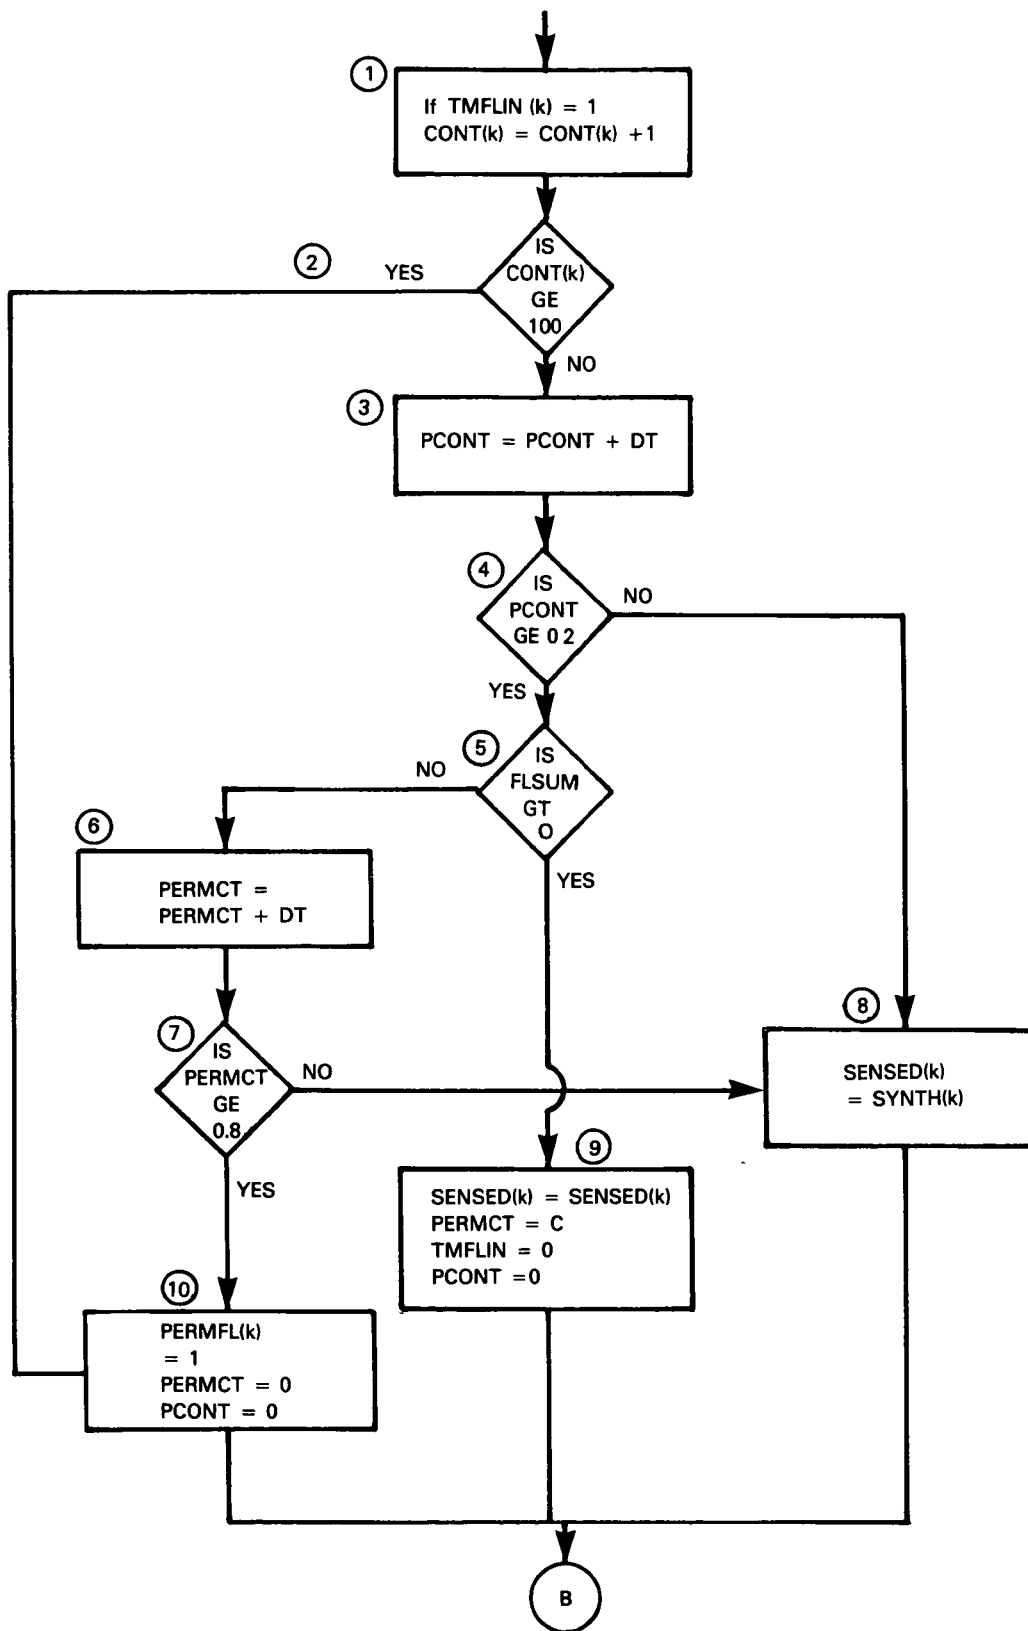 1
If TMFLIN (k) = 1
CONT(k) = CONT(k) +1
2
YES
IS
CONT(k)
GE
100
NO
3
PCONT = PCONT + DT
4
IS
PCONT
GE 0 2
NO
YES
5
IS
FLSUM
GT
O
NO
YES
6
PERMCT =
PERMCT + DT
7
IS
PERMCT
GE
0.8
NO
YES
8
SENSED(k)
= SYNTH(k)
9
SENSED(k) = SENSED(k)
PERMCT = C
TMFLIN = 0
PCONT =0
10
PERMFL(k)
= 1
PERMCT = 0
PCONT = 0
B